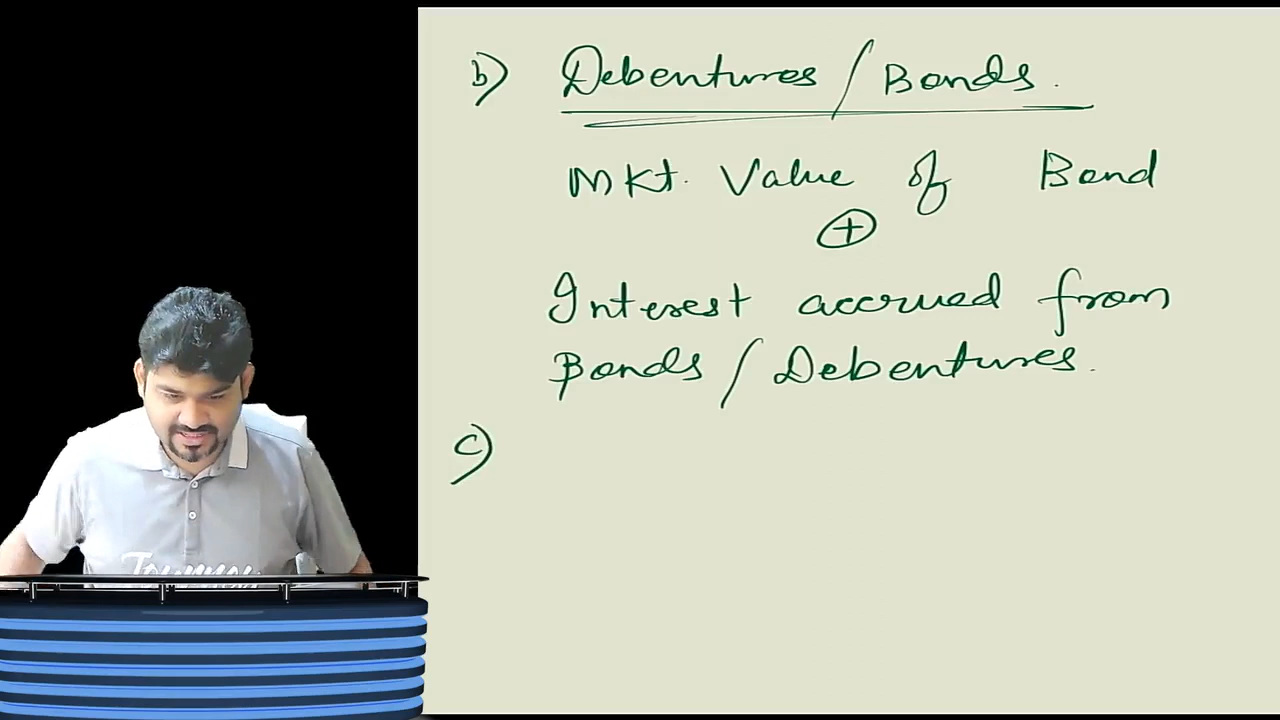 b) Debentures / Bonds.
Mkt. Value of Bond
+
Interest accrued from
Bonds / Debentures.
c)